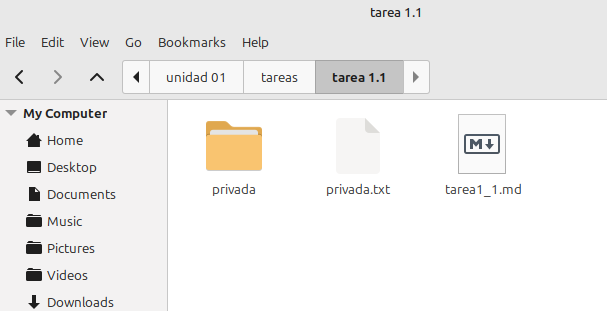 tarea 1.1
File Edit View Go Bookmarks Help
unidad 01 tareas tarea 1.1
My Computer
Home
Desktop
Documents
Music
Pictures
Videos
Downloads
privada privada.txt tarea1_1.md